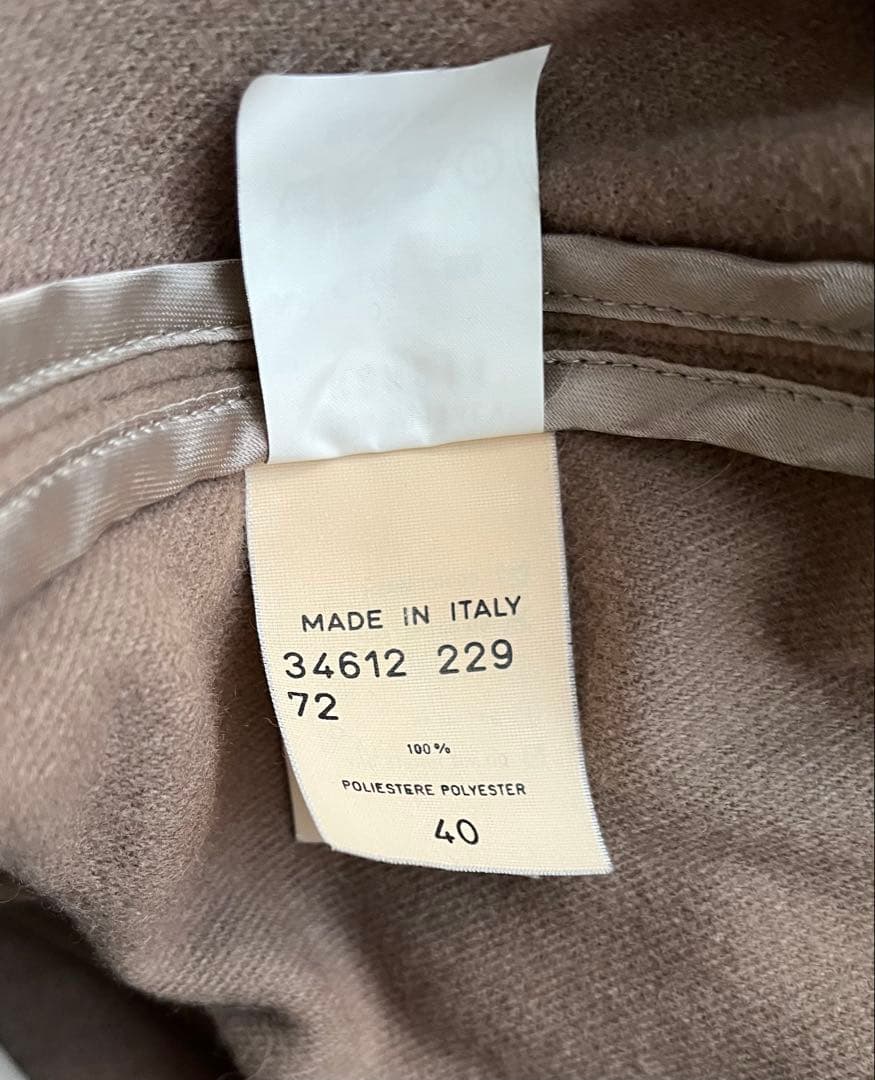 MADE IN ITALY
34612 229
72
100%
POLIESTERE POLYESTER
40